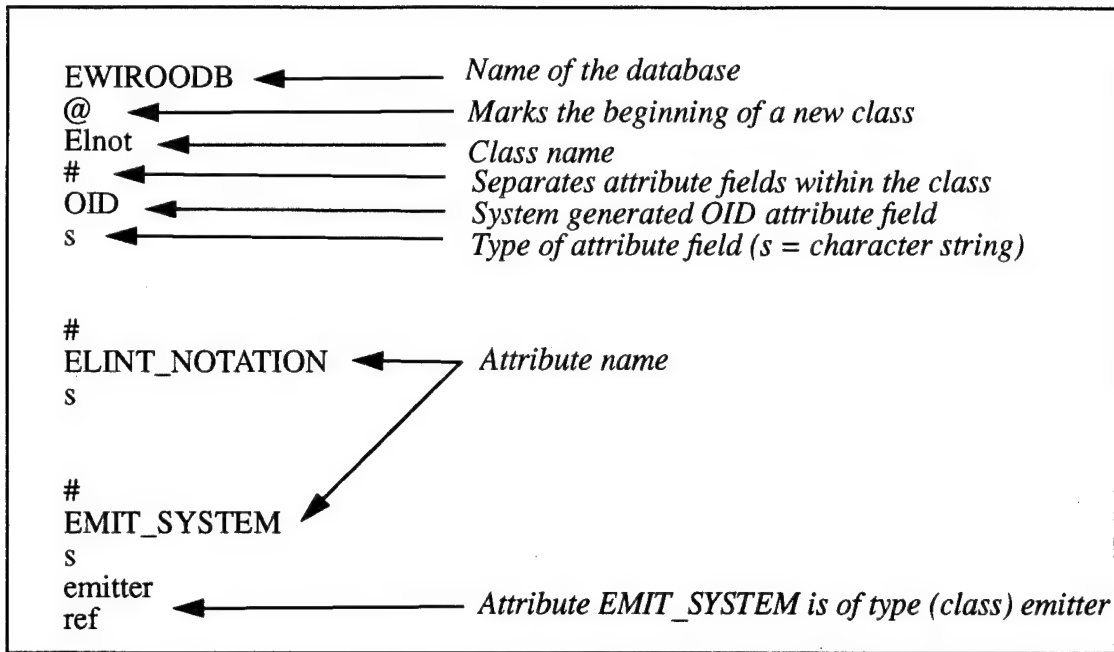 EWIROODB Name of the database
@ Marks the beginning of a new class
Elnot Class name
# Separates attribute fields within the class
OID System generated OID attribute field
s Type of attribute field (s = character string)
#
ELINT_NOTATION Attribute name
s
#
EMIT_SYSTEM
s
emitter
ref Attribute EMIT_SYSTEM is of type (class) emitter